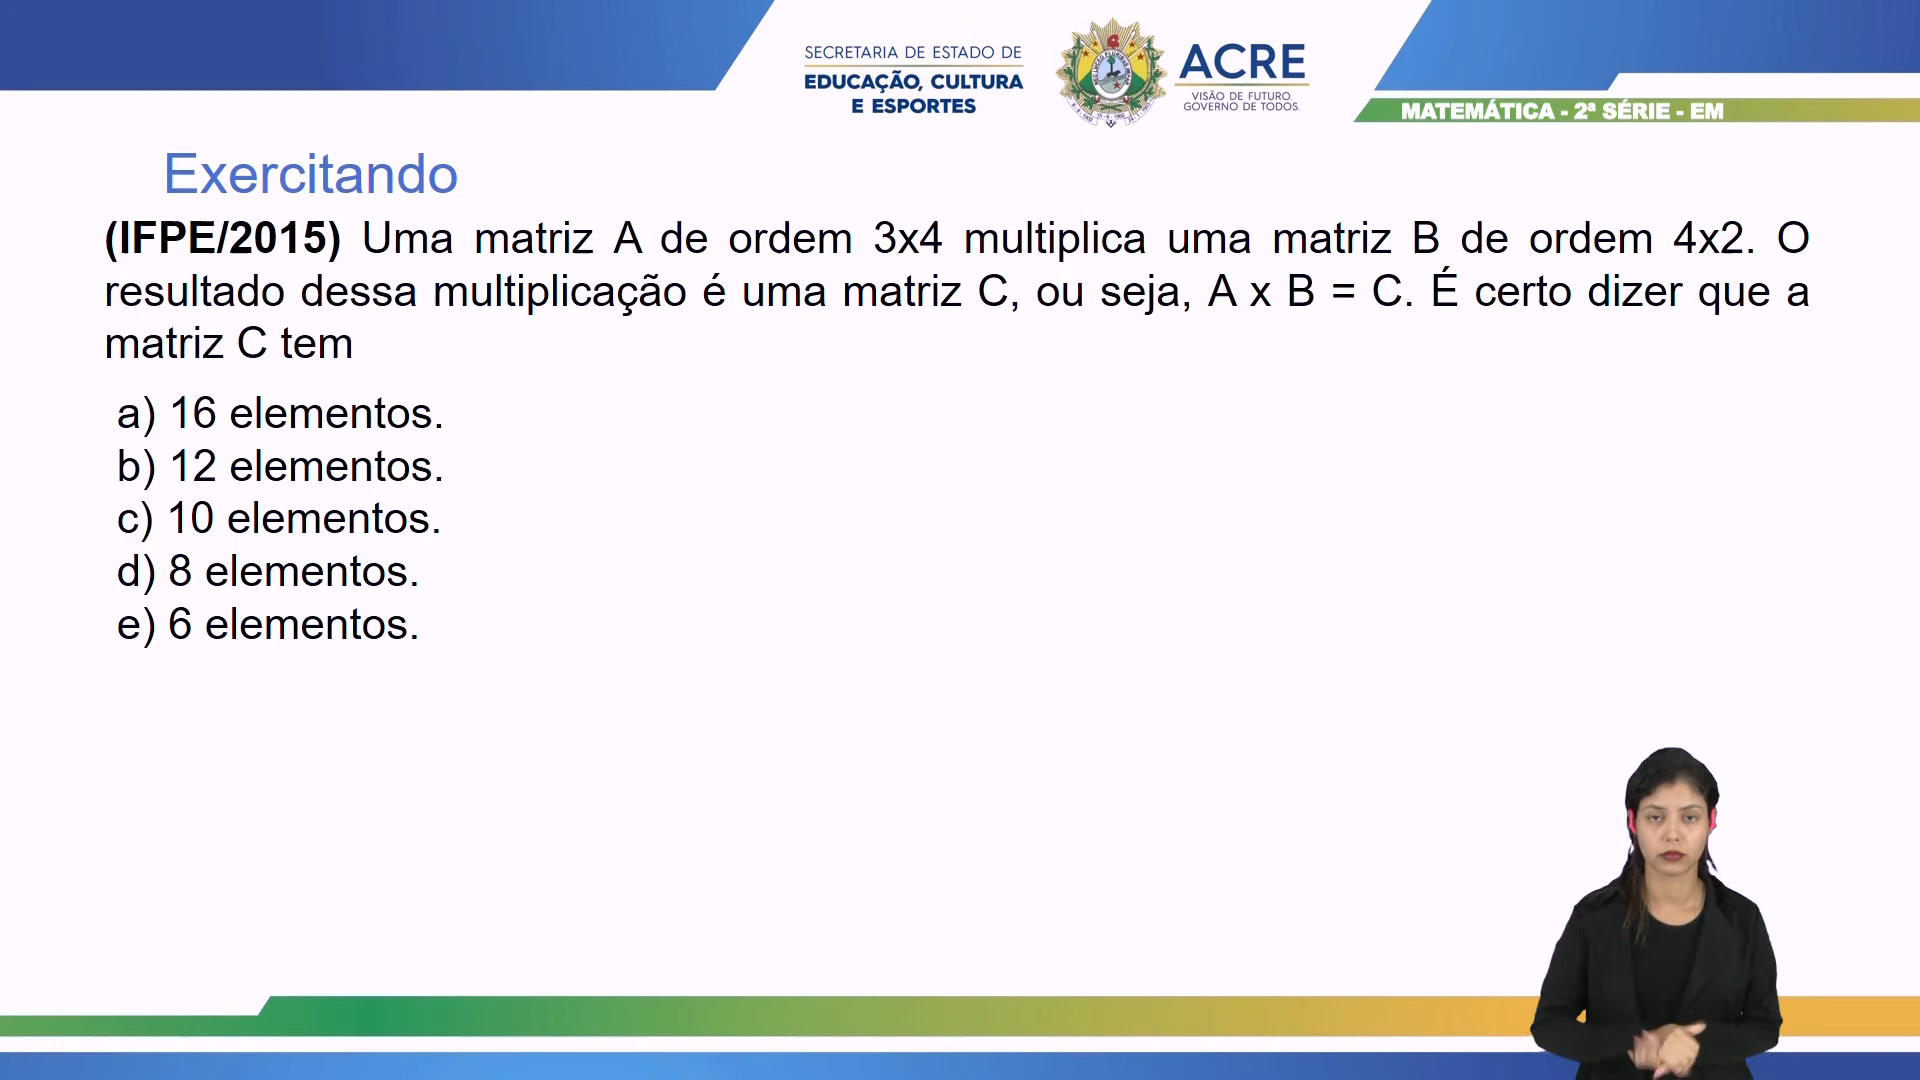 SECRETARIA DE ESTADO DE
EDUCAÇÃO, CULTURA
E ESPORTES
ACRE
VISÃO DE FUTURO.
GOVERNO DE TODOS.
MATEMÁTICA - 2ª SÉRIE - EM
Exercitando
(IFPE/2015) Uma matriz A de ordem 3x4 multiplica uma matriz B de ordem 4x2. O
resultado dessa multiplicação é uma matriz C, ou seja, A x B = C. É certo dizer que a
matriz C tem
a) 16 elementos.
b) 12 elementos.
c) 10 elementos.
d) 8 elementos.
e) 6 elementos.